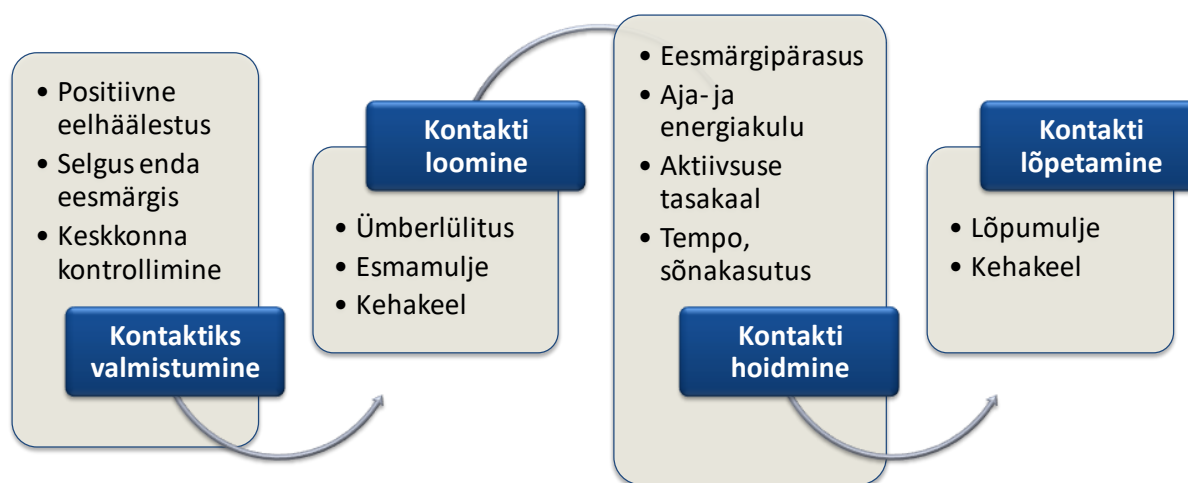 • Positiivne
eelhäälestus
• Selgus enda
eesmärgis
• Keskkonna
kontrollimine
Kontaktiks
valmistumine
Kontakti
loomine
• Ümberlülitus
• Esmamulje
• Kehakeel
• Eesmärgipärasus
• Aja- ja
energiakulu
• Aktiivsuse
tasakaal
• Tempo,
sõnakasutus
Kontakti
hoidmine
Kontakti
lõpetamine
• Lõpumulje
• Kehakeel